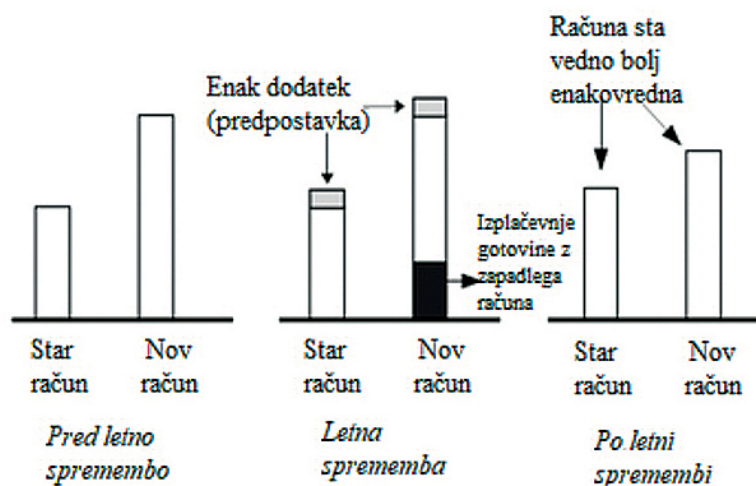 Računa sta
vedno bolj
enakovredna
Enak dodatek
(predpostavka)
Izplačevnje
gotovine z
zapadlega
računa
Star
račun
Nov
račun
Star
račun
Nov
račun
Star
račun
Nov
račun
Pred letno
spremembo
Letna
sprememba
Po.letni
spremembi